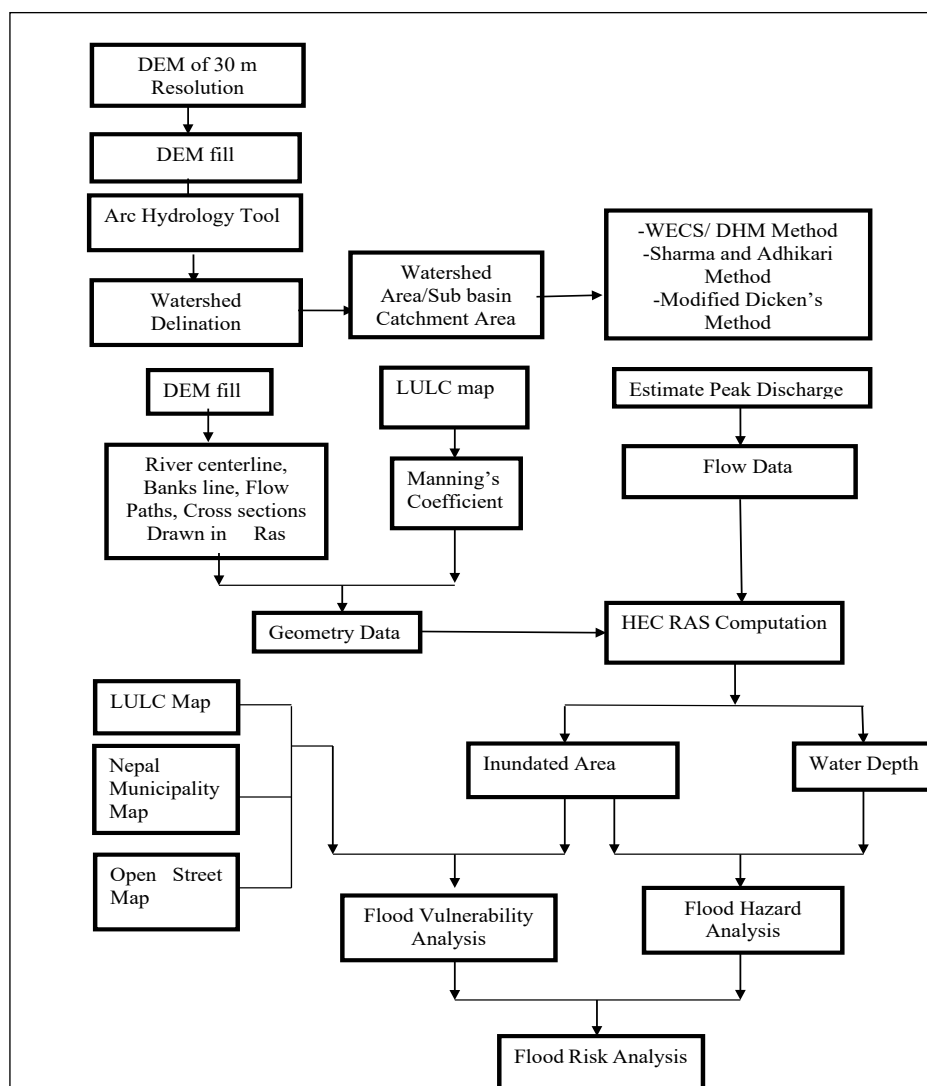 DEM of 30 m
Resolution
DEM fill
Arc Hydrology Tool
Watershed
Delination
Watershed
Area/Sub basin
Catchment Area
-WECS/ DHM Method
-Sharma and Adhikari
Method
-Modified Dicken's
Method
DEM fill
LULC map
Estimate Peak Discharge
River centerline,
Banks line, Flow
Paths, Cross sections
Drawn in Ras
Manning's
Coefficient
Flow Data
Geometry Data
HEC RAS Computation
LULC Map
Nepal
Municipality
Map
Open Street
Map
Inundated Area
Water Depth
Flood Vulnerability
Analysis
Flood Hazard
Analysis
Flood Risk Analysis